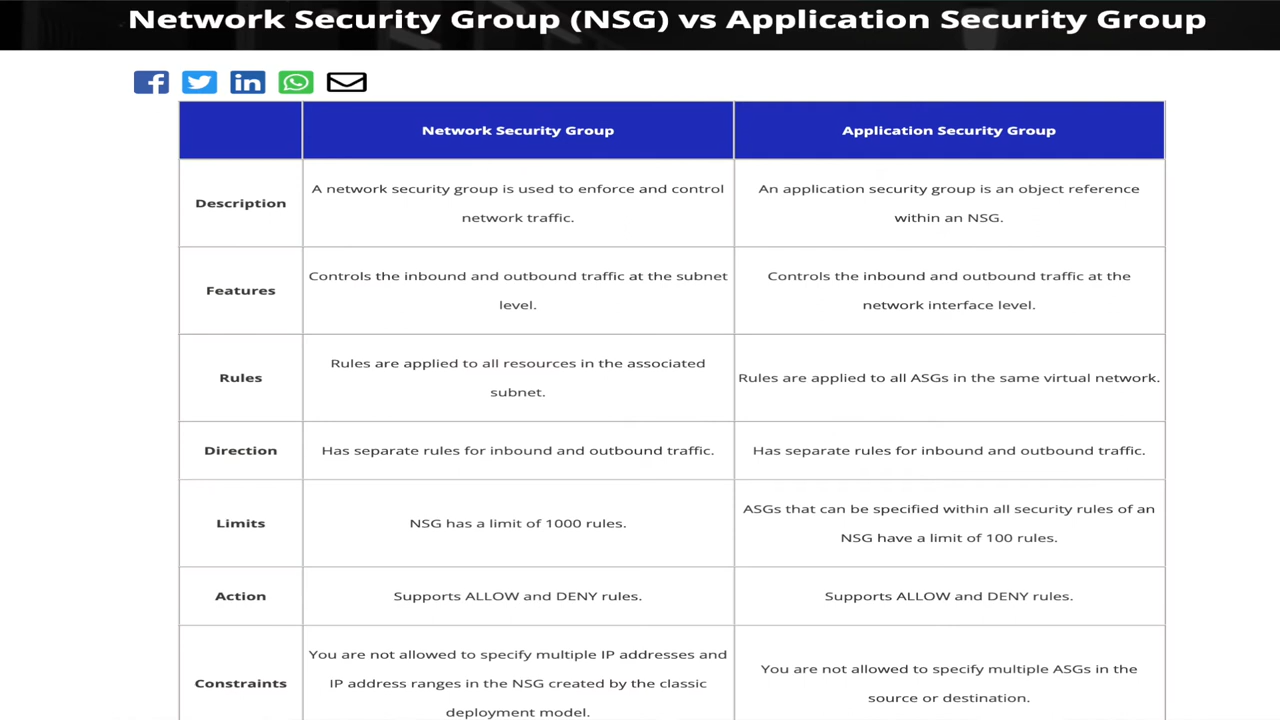 Network Security Group (NSG) vs Application Security Group
Network Security Group
Application Security Group
Description
A network security group is used to enforce and control
network traffic.
An application security group is an object reference
within an NSG.
Features
Controls the inbound and outbound traffic at the subnet
level.
Controls the inbound and outbound traffic at the
network interface level.
Rules
Rules are applied to all resources in the associated
subnet.
Rules are applied to all ASGs in the same virtual network.
Direction
Has separate rules for inbound and outbound traffic.
Has separate rules for inbound and outbound traffic.
Limits
NSG has a limit of 1000 rules.
ASGs that can be specified within all security rules of an
NSG have a limit of 100 rules.
Action
Supports ALLOW and DENY rules.
Supports ALLOW and DENY rules.
Constraints
You are not allowed to specify multiple IP addresses and
IP address ranges in the NSG created by the classic
deployment model.
You are not allowed to specify multiple ASGs in the
source or destination.